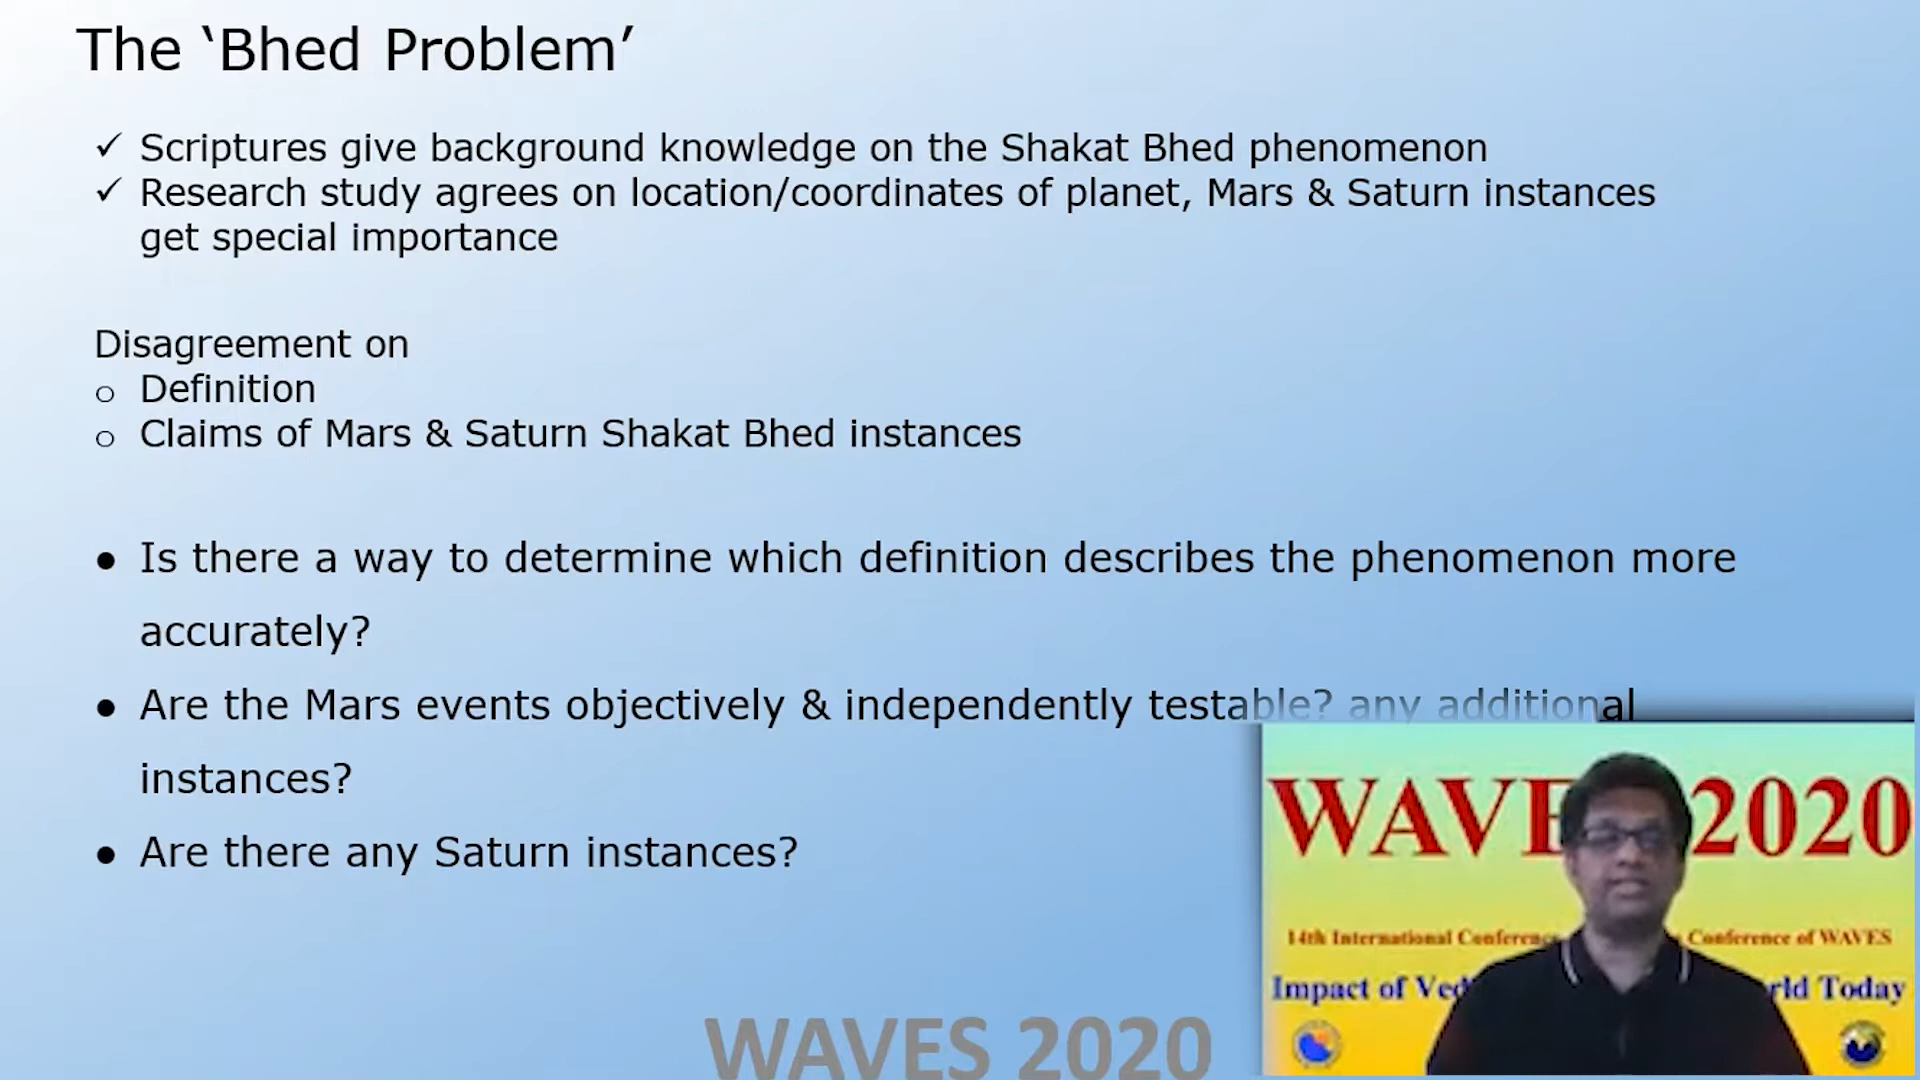 The ‘Bhed Problem’
✓ Scriptures give background knowledge on the Shakat Bhed phenomenon
✓ Research study agrees on location/coordinates of planet, Mars & Saturn instances
get special importance
Disagreement on
o Definition
o Claims of Mars & Saturn Shakat Bhed instances
● Is there a way to determine which definition describes the phenomenon more
accurately?
● Are the Mars events objectively & independently testable? any additional
instances?
● Are there any Saturn instances?
WAVE 2020
14th International Conference Conference of WAVES
Impact of Ved rld Today
WAVES 2020